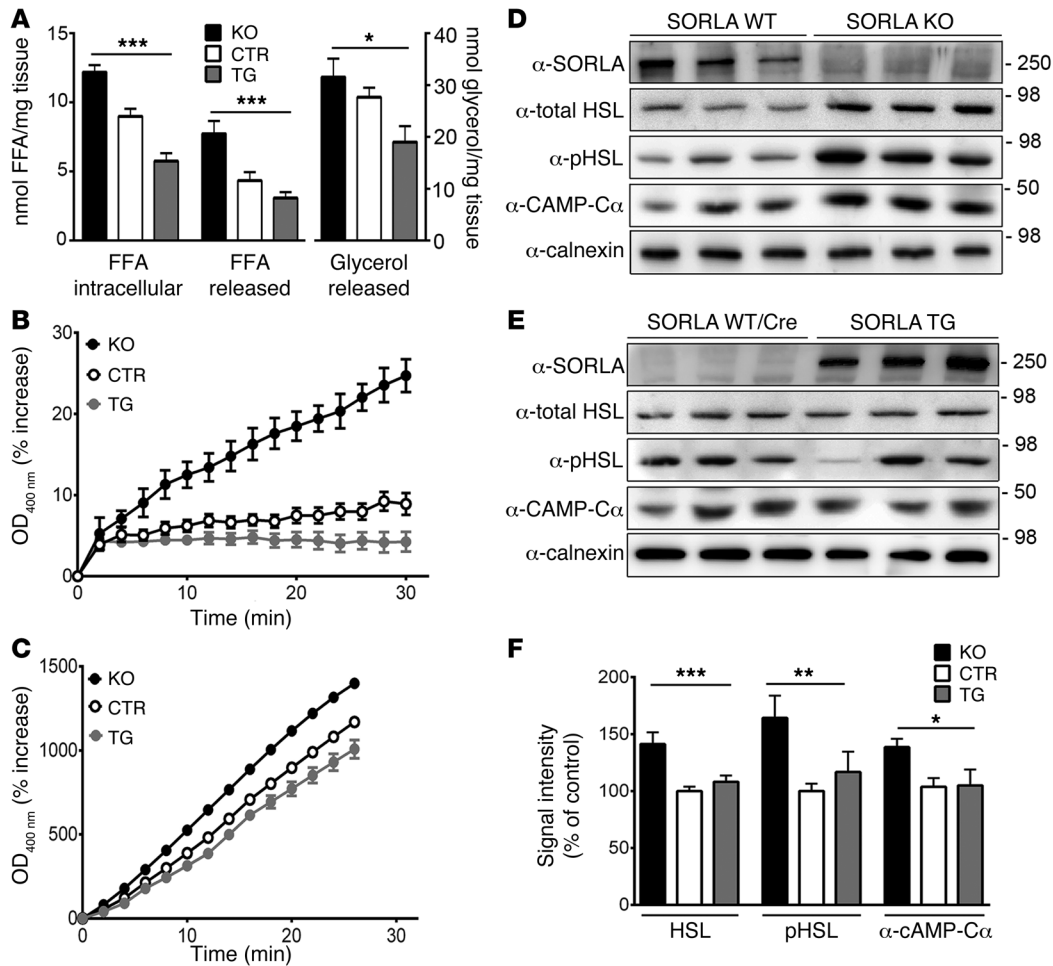 A
nmol FFA/mg tissue
15
10
5
0
***
***
*
KO
CTR
TG
40
30
20
10
0
nmol glycerol/mg tissue
FFA
intracellular
FFA
released
Glycerol
released
B
OD400 nm (% increase)
30
20
10
0
KO
CTR
TG
0
10
20
30
Time (min)
C
OD400 nm (% increase)
1500
1000
500
0
KO
CTR
TG
0
10
20
30
Time (min)
D
SORLA WT
SORLA KO
α-SORLA
- 250
α-total HSL
- 98
α-pHSL
- 98
α-CAMP-Cα
50
α-calnexin
- 98
E
SORLA WT/Cre
SORLA TG
α-SORLA
- 250
α-total HSL
- 98
α-pHSL
- 98
α-CAMP-Cα
- 50
α-calnexin
- 98
F
KO
CTR
TG
Signal intensity
(% of control)
200
150
100
50
0
***
**
*
HSL
pHSL
α-cAMP-Cα